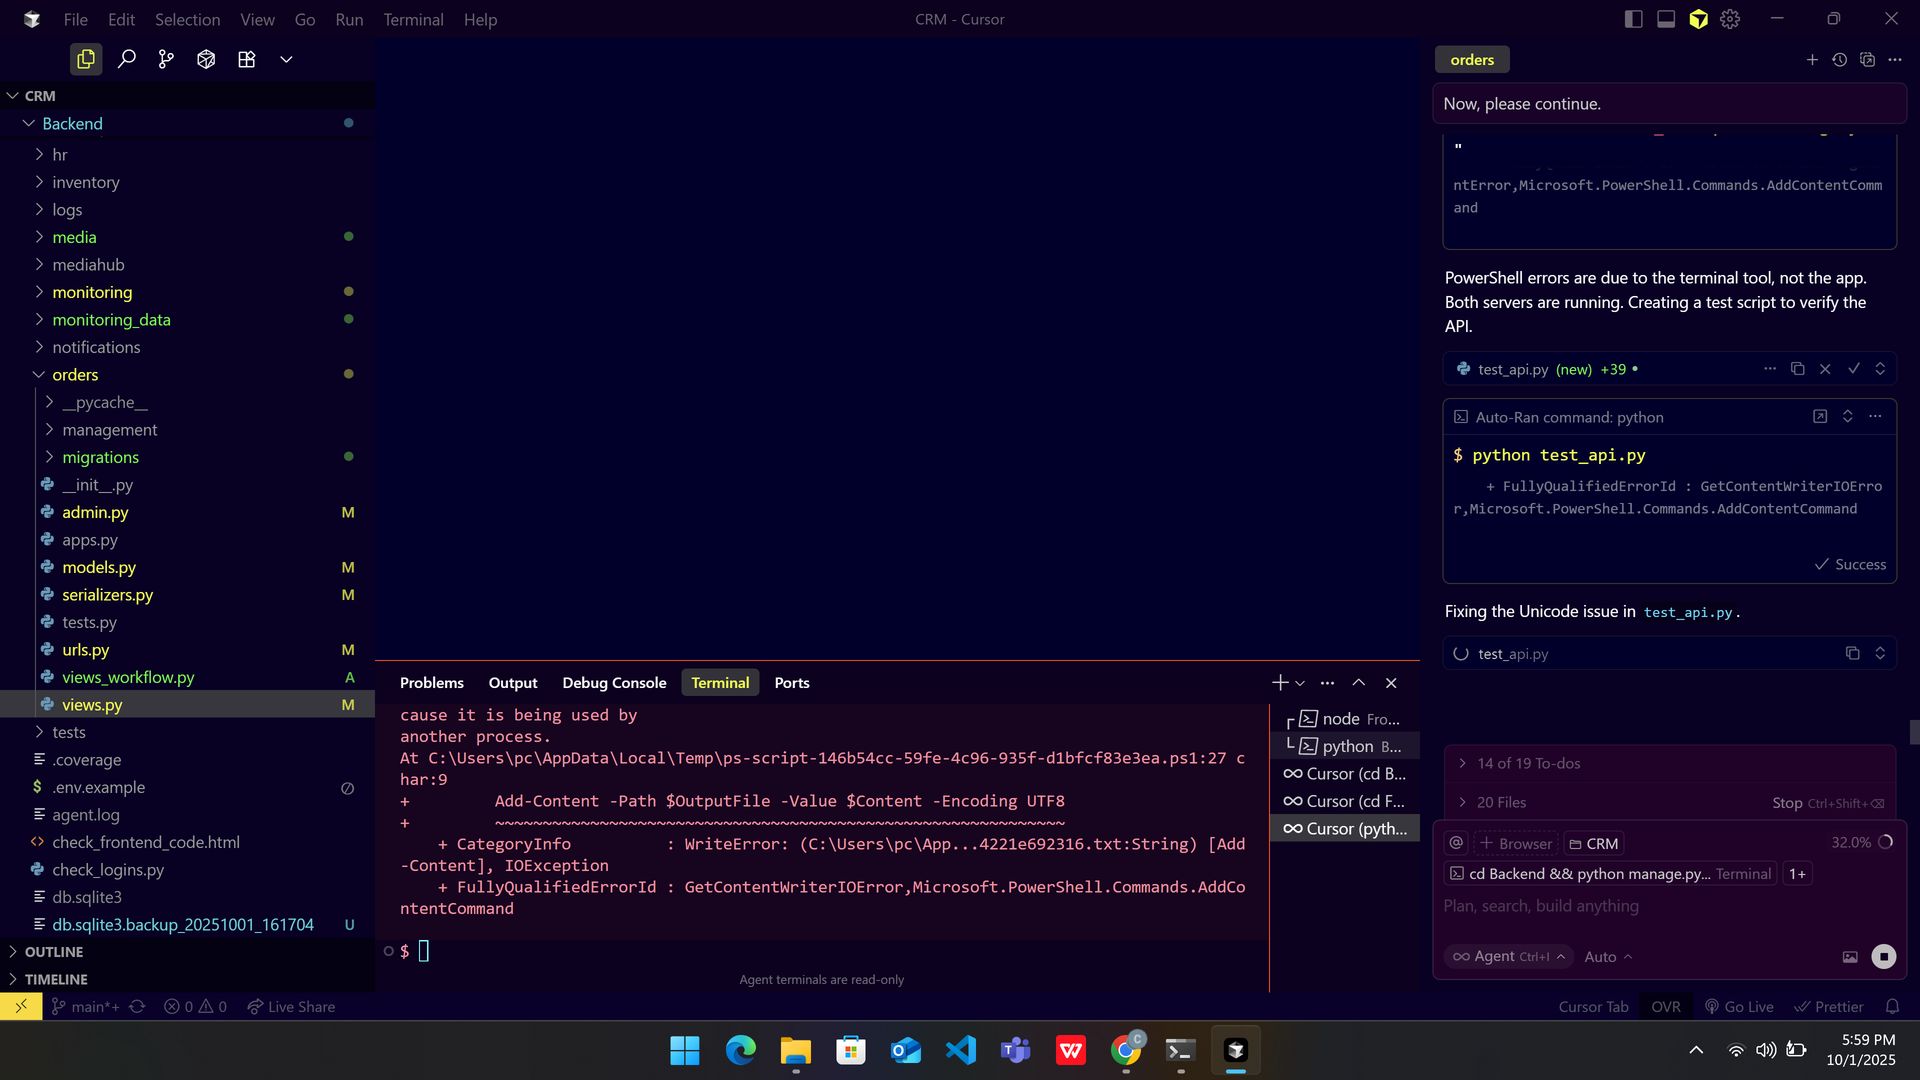 File Edit Selection View Go Run Terminal Help
CRM - Cursor
CRM
Backend
hr
inventory
logs
media
mediahub
monitoring
monitoring_data
notifications
orders
__pycache__
management
migrations
__init__.py
admin.py M
apps.py
models.py M
serializers.py M
tests.py
urls.py M
views_workflow.py A
views.py M
tests
.coverage
$ .env.example
agent.log
check_frontend_code.html
check_logins.py
db.sqlite3
db.sqlite3.backup_20251001_161704 U
OUTLINE
TIMELINE
Problems Output Debug Console Terminal Ports
cause it is being used by
another process.
At C:\Users\pc\AppData\Local\Temp\ps-script-146b54cc-59fe-4c96-935f-d1bfcf83e3ea.ps1:27 c
har:9
+         Add-Content -Path $OutputFile -Value $Content -Encoding UTF8
+         ~~~~~~~~~~~~~~~~~~~~~~~~~~~~~~~~~~~~~~~~~~~~~~~~~~~~~~~~~~~~
    + CategoryInfo          : WriteError: (C:\Users\pc\App...4221e692316.txt:String) [Add
-Content], IOException
    + FullyQualifiedErrorId : GetContentWriterIOError,Microsoft.PowerShell.Commands.AddCo
ntentCommand
$
Agent terminals are read-only
node Fro...
python B...
Cursor (cd B...
Cursor (cd F...
Cursor (pyth...
orders
Now, please continue.
"
ntError,Microsoft.PowerShell.Commands.AddContentComm
and
PowerShell errors are due to the terminal tool, not the app.
Both servers are running. Creating a test script to verify the
API.
test_api.py (new) +39 •
Auto-Ran command: python
$ python test_api.py
+ FullyQualifiedErrorId : GetContentWriterIOErro
r,Microsoft.PowerShell.Commands.AddContentCommand
Success
Fixing the Unicode issue in test_api.py.
test_api.py
14 of 19 To-dos
20 Files Stop Ctrl+Shift+⌫
@ + Browser CRM 32.0%
cd Backend && python manage.py... Terminal 1+
Plan, search, build anything
Agent Ctrl+I Auto
main*+ 0 0 Live Share
Cursor Tab OVR Go Live Prettier
5:59 PM
10/1/2025